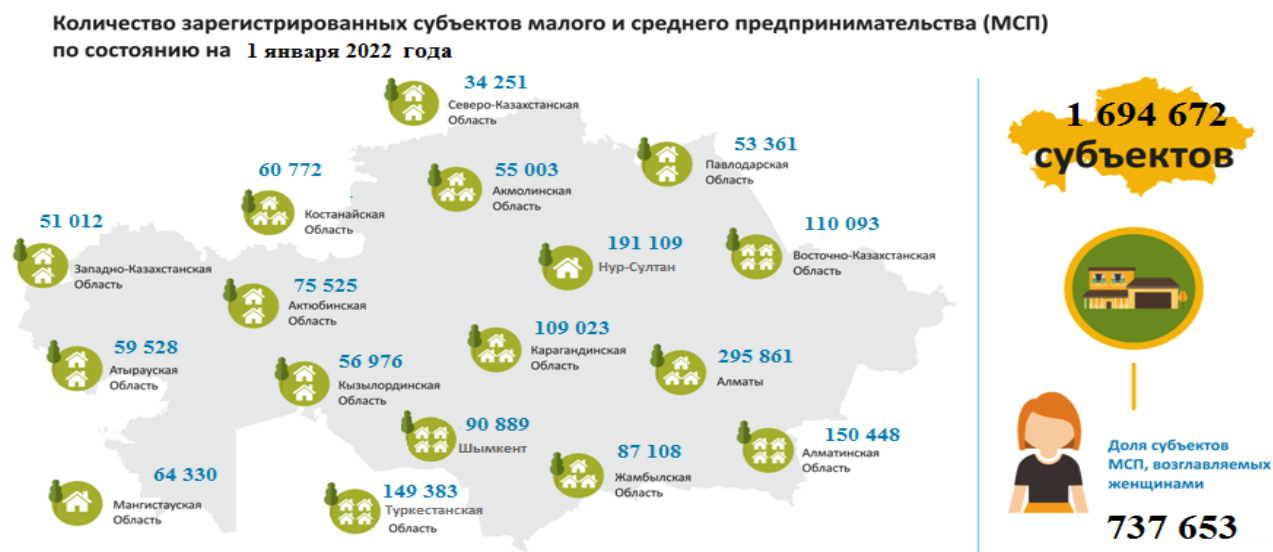 Количество зарегистрированных субъектов малого и среднего предпринимательства (МСП)
по состоянию на 1 января 2022 года
34 251
Северо-Казахстанская
Область
53 361
Павлодарская
Область
55 003
Акмолинская
Область
60 772
Костанайская
Область
51 012
Западно-Казахстанская
Область
191 109
Нур-Султан
110 093
Восточно-Казахстанская
Область
75 525
Актюбинская
Область
109 023
Карагандинская
Область
59 528
Атырауская
Область
56 976
Кызылординская
Область
295 861
Алматы
90 889
Шымкент
150 448
Алматинская
Область
87 108
Жамбылская
Область
64 330
Мангистауская
Область
149 383
Туркестанская
Область
1 694 672
субъектов
Доля субъектов
МСП, возглавляемых
женщинами
737 653